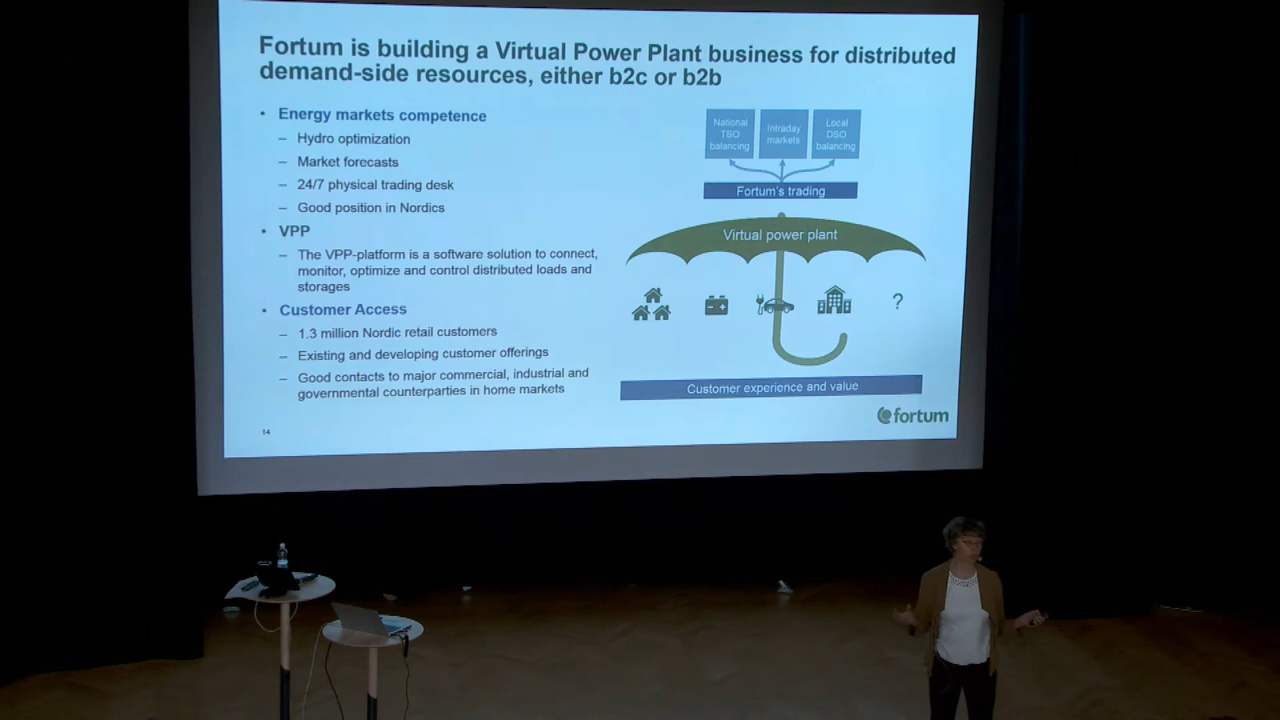 Fortum is building a Virtual Power Plant business for distributed
demand-side resources, either b2c or b2b
• Energy markets competence
– Hydro optimization
– Market forecasts
– 24/7 physical trading desk
– Good position in Nordics
• VPP
– The VPP-platform is a software solution to connect,
monitor, optimize and control distributed loads and
storages
• Customer Access
– 1.3 million Nordic retail customers
– Existing and developing customer offerings
– Good contacts to major commercial, industrial and
governmental counterparties in home markets
National
TSO
balancing
Intraday
markets
Local
DSO
balancing
Fortum's trading
Virtual power plant
?
Customer experience and value
fortum
14